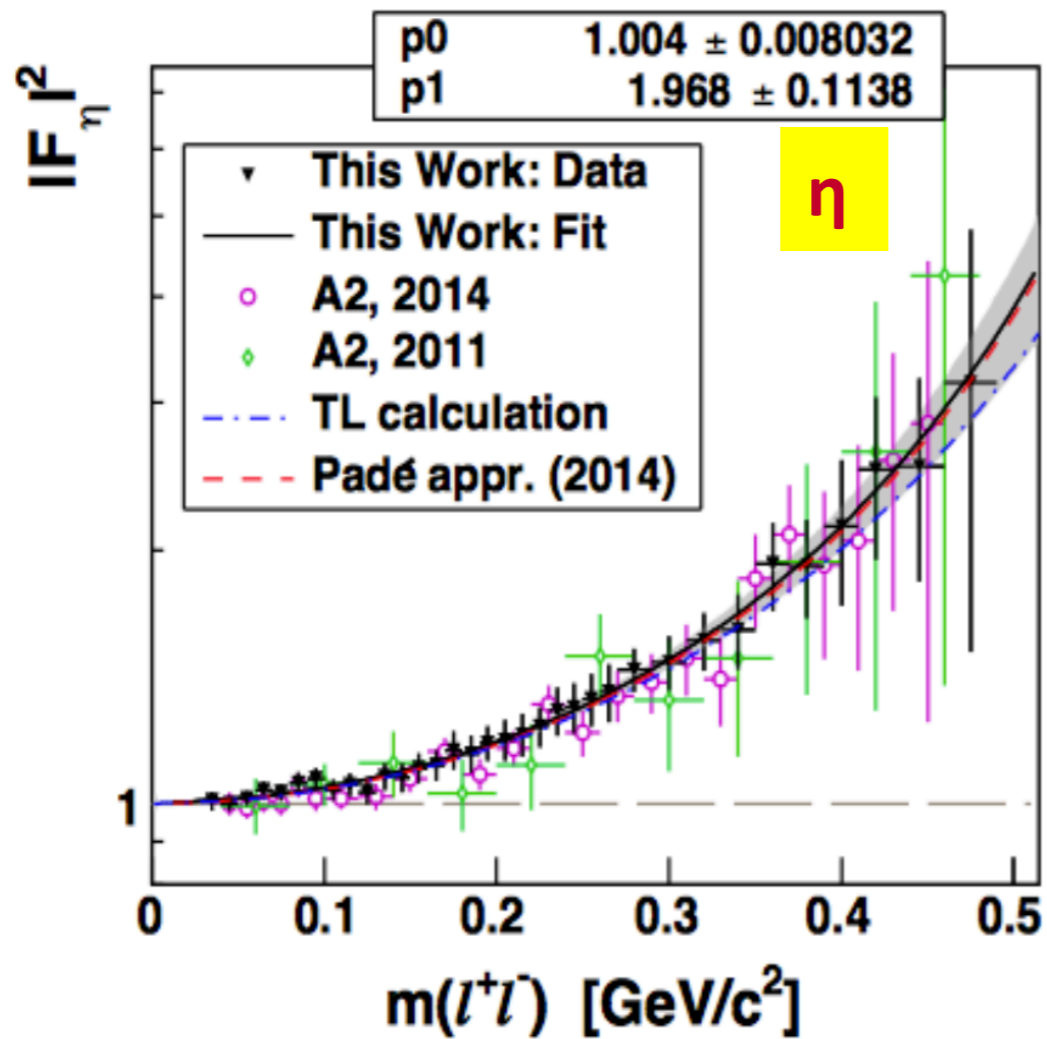 p0 1.004 ± 0.008032
p1 1.968 ± 0.1138
|F_η|²
η
This Work: Data
This Work: Fit
A2, 2014
A2, 2011
TL calculation
Padé appr. (2014)
1
0 0.1 0.2 0.3 0.4 0.5
m(l⁺l⁻) [GeV/c²]